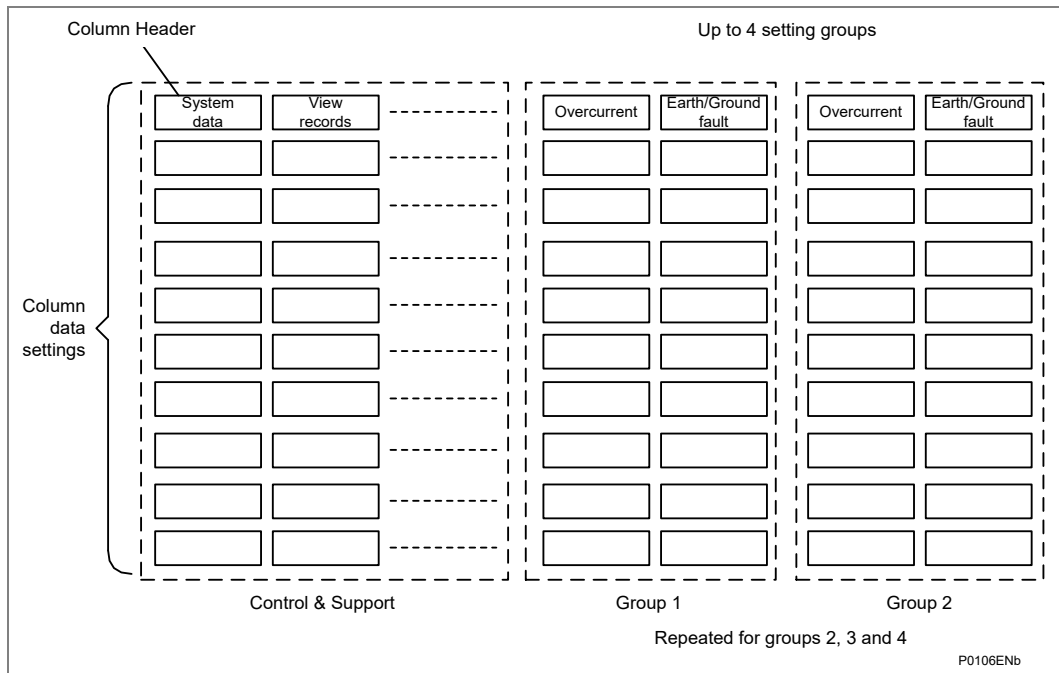 Column Header
Up to 4 setting groups
System
data
View
records
Overcurrent
Earth/Ground
fault
Overcurrent
Earth/Ground
fault
Column
data
settings
Control & Support
Group 1
Group 2
Repeated for groups 2, 3 and 4
P0106ENb